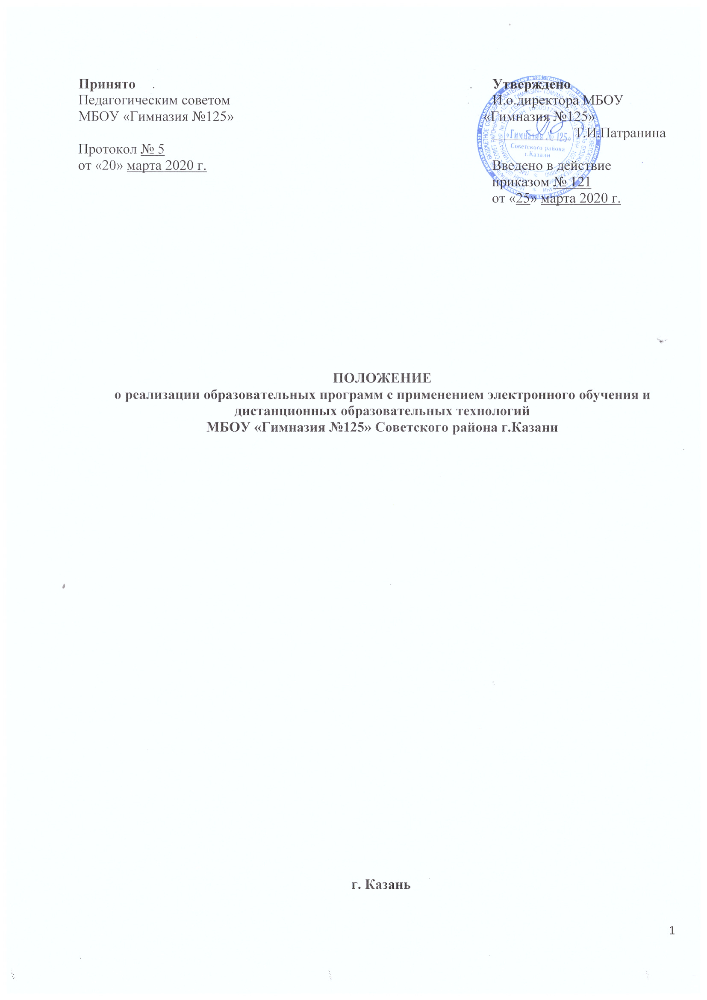 Принято
Педагогическим советом
МБОУ «Гимназия №125»
Протокол № 5
от «20» марта 2020 г.
Утверждено
И.о.директора МБОУ
«Гимназия №125»
Т.И.Патранина
Введено в действие
приказом № 121
от «25» марта 2020 г.
«Гимназия № 125»
Советского района
г.Казани
ПОЛОЖЕНИЕ
о реализации образовательных программ с применением электронного обучения и
дистанционных образовательных технологий
МБОУ «Гимназия №125» Советского района г.Казани
г. Казань
1